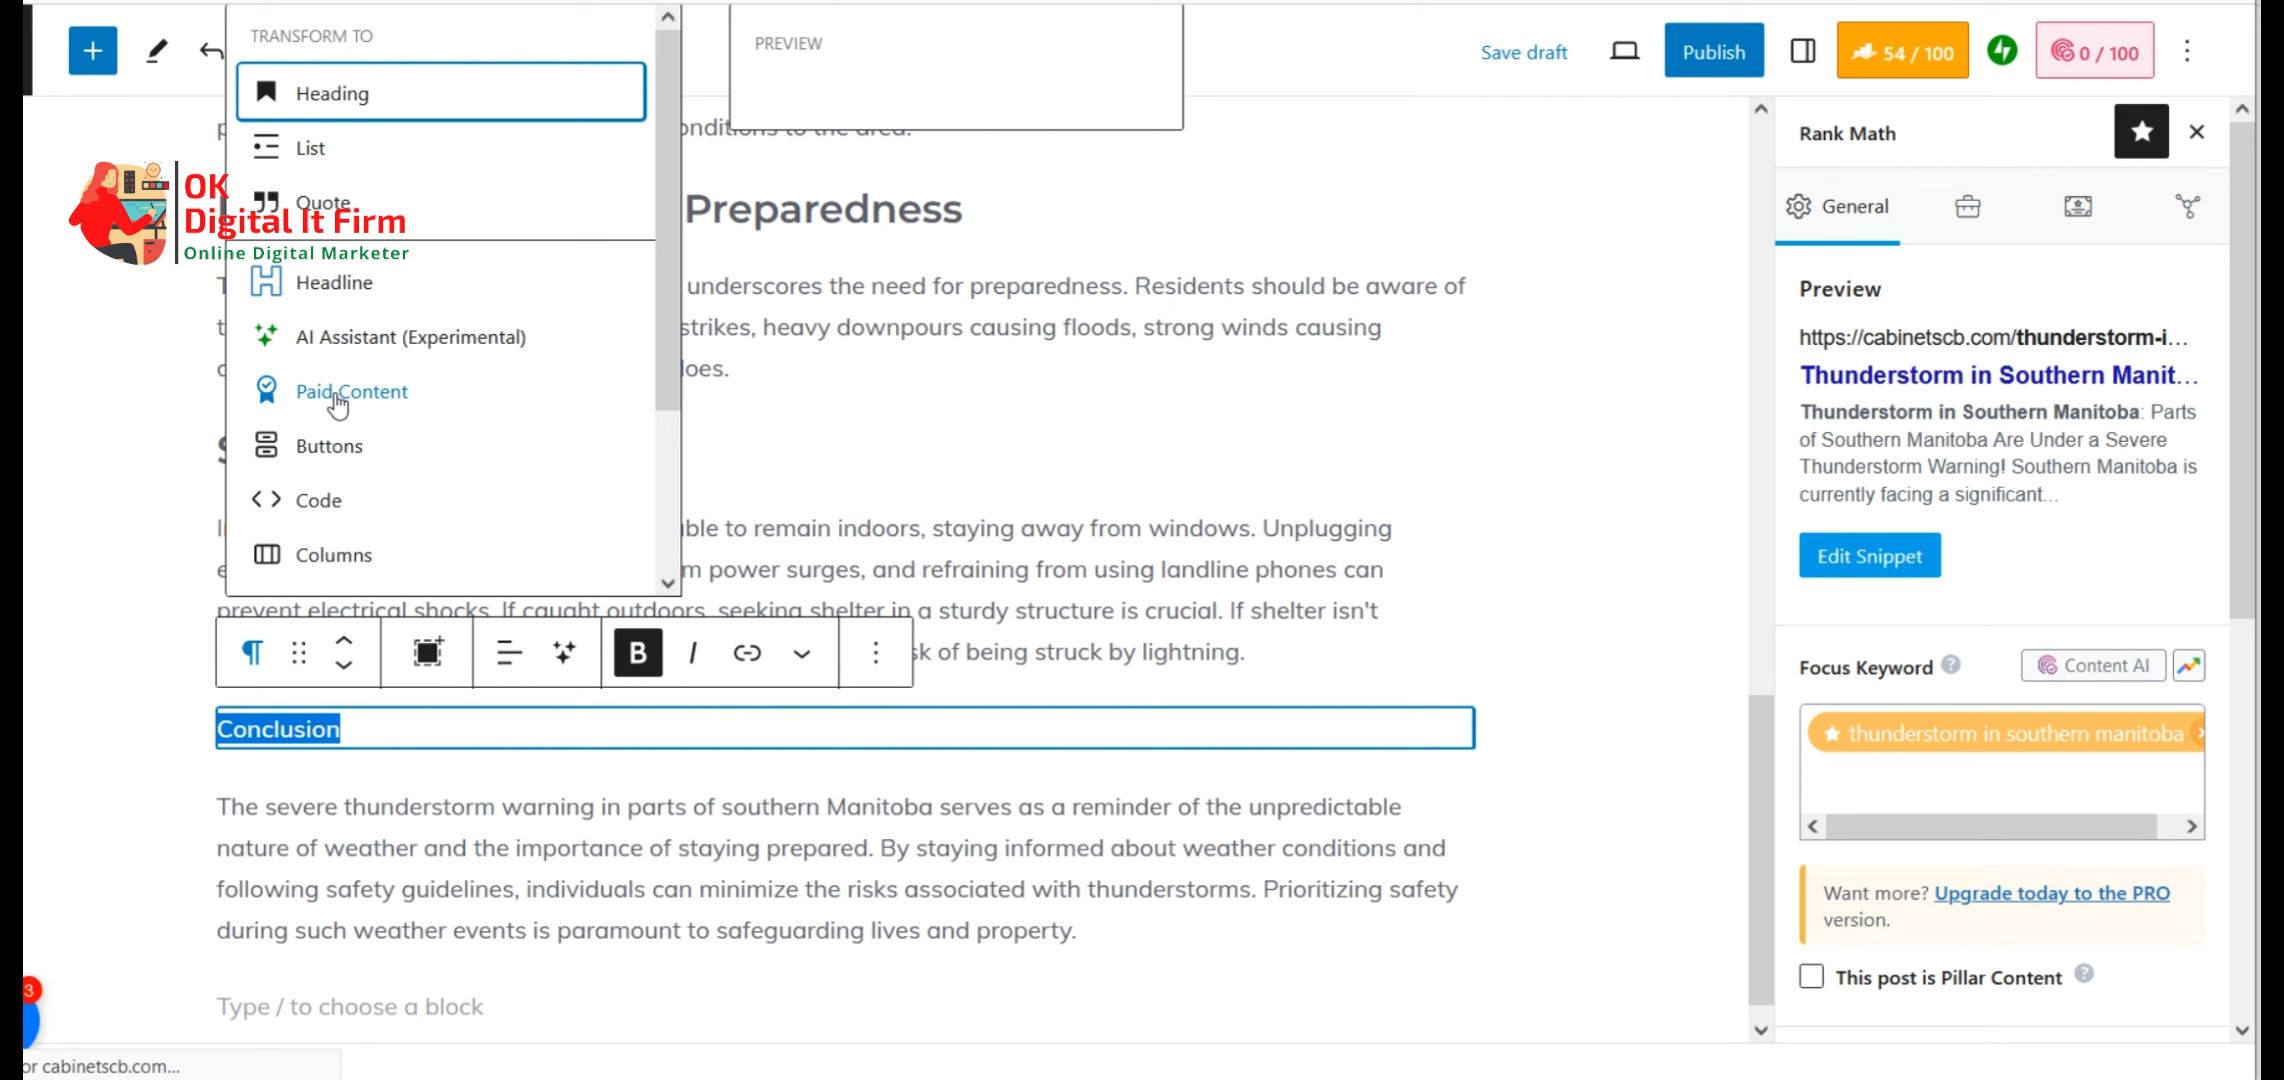 TRANSFORM TO
Heading
List
Quote
Headline
AI Assistant (Experimental)
Paid Content
Buttons
Code
Columns
PREVIEW
Save draft
Publish
54 / 100
0 / 100
OK
Digital It Firm
Online Digital Marketer
onditions to the area.
Preparedness
underscores the need for preparedness. Residents should be aware of
strikes, heavy downpours causing floods, strong winds causing
able to remain indoors, staying away from windows. Unplugging
m power surges, and refraining from using landline phones can
prevent electrical shocks. If caught outdoors, seeking shelter in a sturdy structure is crucial. If shelter isn't
sk of being struck by lightning.
B I
Conclusion
The severe thunderstorm warning in parts of southern Manitoba serves as a reminder of the unpredictable
nature of weather and the importance of staying prepared. By staying informed about weather conditions and
following safety guidelines, individuals can minimize the risks associated with thunderstorms. Prioritizing safety
during such weather events is paramount to safeguarding lives and property.
Type / to choose a block
3
or cabinetscb.com...
Rank Math
General
Preview
https://cabinetscb.com/thunderstorm-i...
Thunderstorm in Southern Manit...
Thunderstorm in Southern Manitoba: Parts
of Southern Manitoba Are Under a Severe
Thunderstorm Warning! Southern Manitoba is
currently facing a significant...
Edit Snippet
Focus Keyword
Content AI
thunderstorm in southern manitoba
Want more? Upgrade today to the PRO
version.
This post is Pillar Content